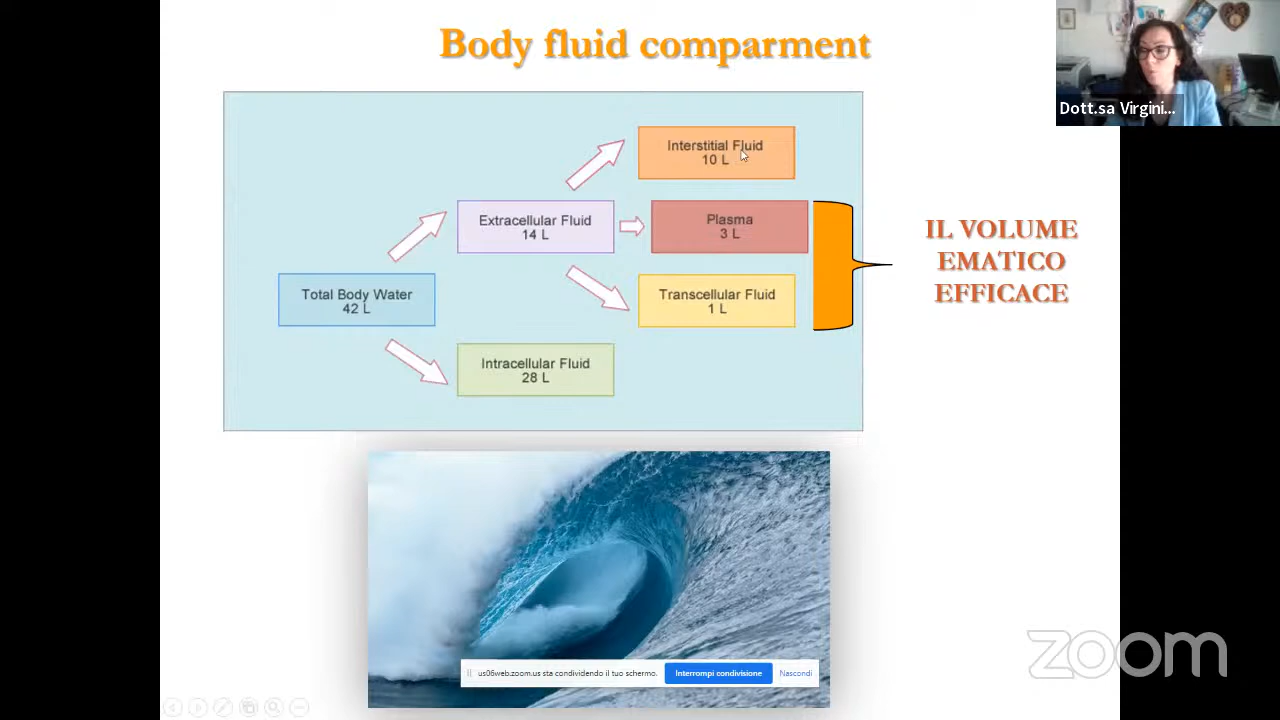 Body fluid comparment
Dott.sa Virgini...
Interstitial Fluid
10 L
Extracellular Fluid
14 L
Plasma
3 L
Total Body Water
42 L
Transcellular Fluid
1 L
Intracellular Fluid
28 L
IL VOLUME
EMATICO
EFFICACE
us06web.zoom.us sta condividendo il tuo schermo.
Interrompi condivisione
Nascondi
zoom